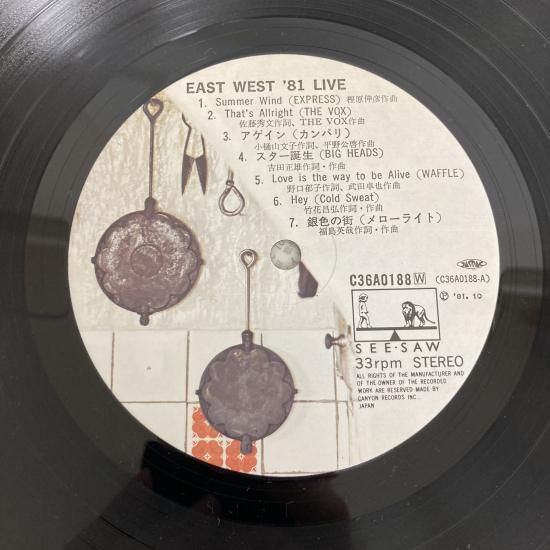 EAST WEST '81 LIVE
1. Summer Wind (EXPRESS) 樫原伸彦作曲
2. That's Allright (THE VOX)
佐藤秀文作詞、THE VOX作曲
3. アゲイン (カンパリ)
小樋山文子作詞、平野公啓作曲
4. スター誕生 (BIG HEADS)
吉田正雄作詞・作曲
5. Love is the way to be Alive (WAFFLE)
野口郁子作詞、武田卓也作曲
6. Hey (Cold Sweat)
竹花昌弘作詞・作曲
7. 銀色の街 (メローライト)
福島英哉作詞・作曲
JASRAC
C36A0188 W (C36A0188-A)
Ⓟ '81. 10
SEE·SAW
33rpm STEREO
ALL RIGHTS OF THE MANUFACTURER AND
OF THE OWNER OF THE RECORDED
WORK ARE RESERVED MADE BY
CANYON RECORDS INC.
JAPAN